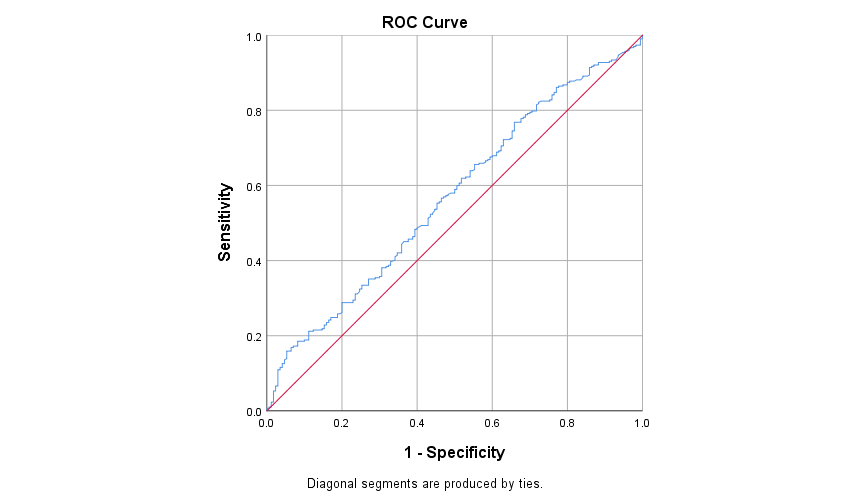 ROC Curve
1.0
0.8
0.6
0.4
0.2
0.0
Sensitivity
0.0 0.2 0.4 0.6 0.8 1.0
1 - Specificity
Diagonal segments are produced by ties.